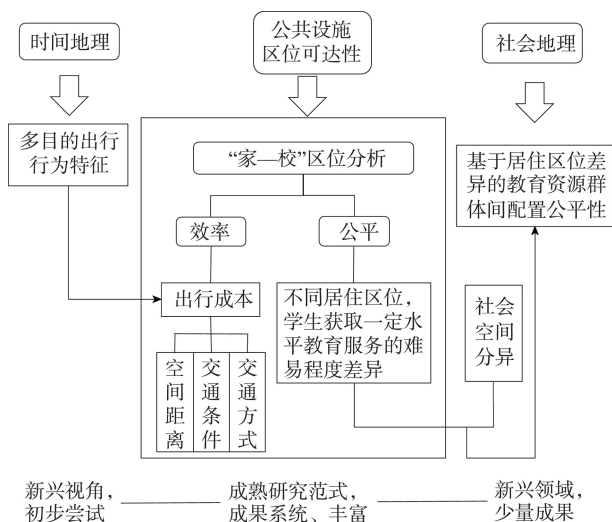 时间地理
公共设施
区位可达性
社会地理
多目的出行
行为特征
“家—校”区位分析
基于居住区位差
异的教育资源群
体间配置公平性
效率
公平
出行成本
不同居住区位，
学生获取一定水
平教育服务的难
易程度差异
社会
空间
分异
空间距离
交通条件
交通方式
新兴视角，
初步尝试
成熟研究范式，
成果系统、丰富
新兴领域，
少量成果